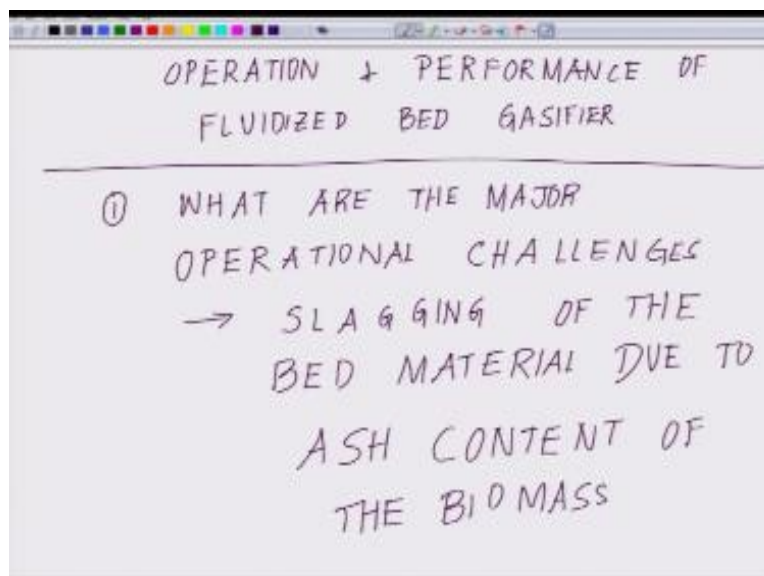 OPERATION & PERFORMANCE OF
FLUIDIZED BED GASIFIER
① WHAT ARE THE MAJOR
OPERATIONAL CHALLENGES
→ SLAGGING OF THE
BED MATERIAL DUE TO
ASH CONTENT OF
THE BIOMASS